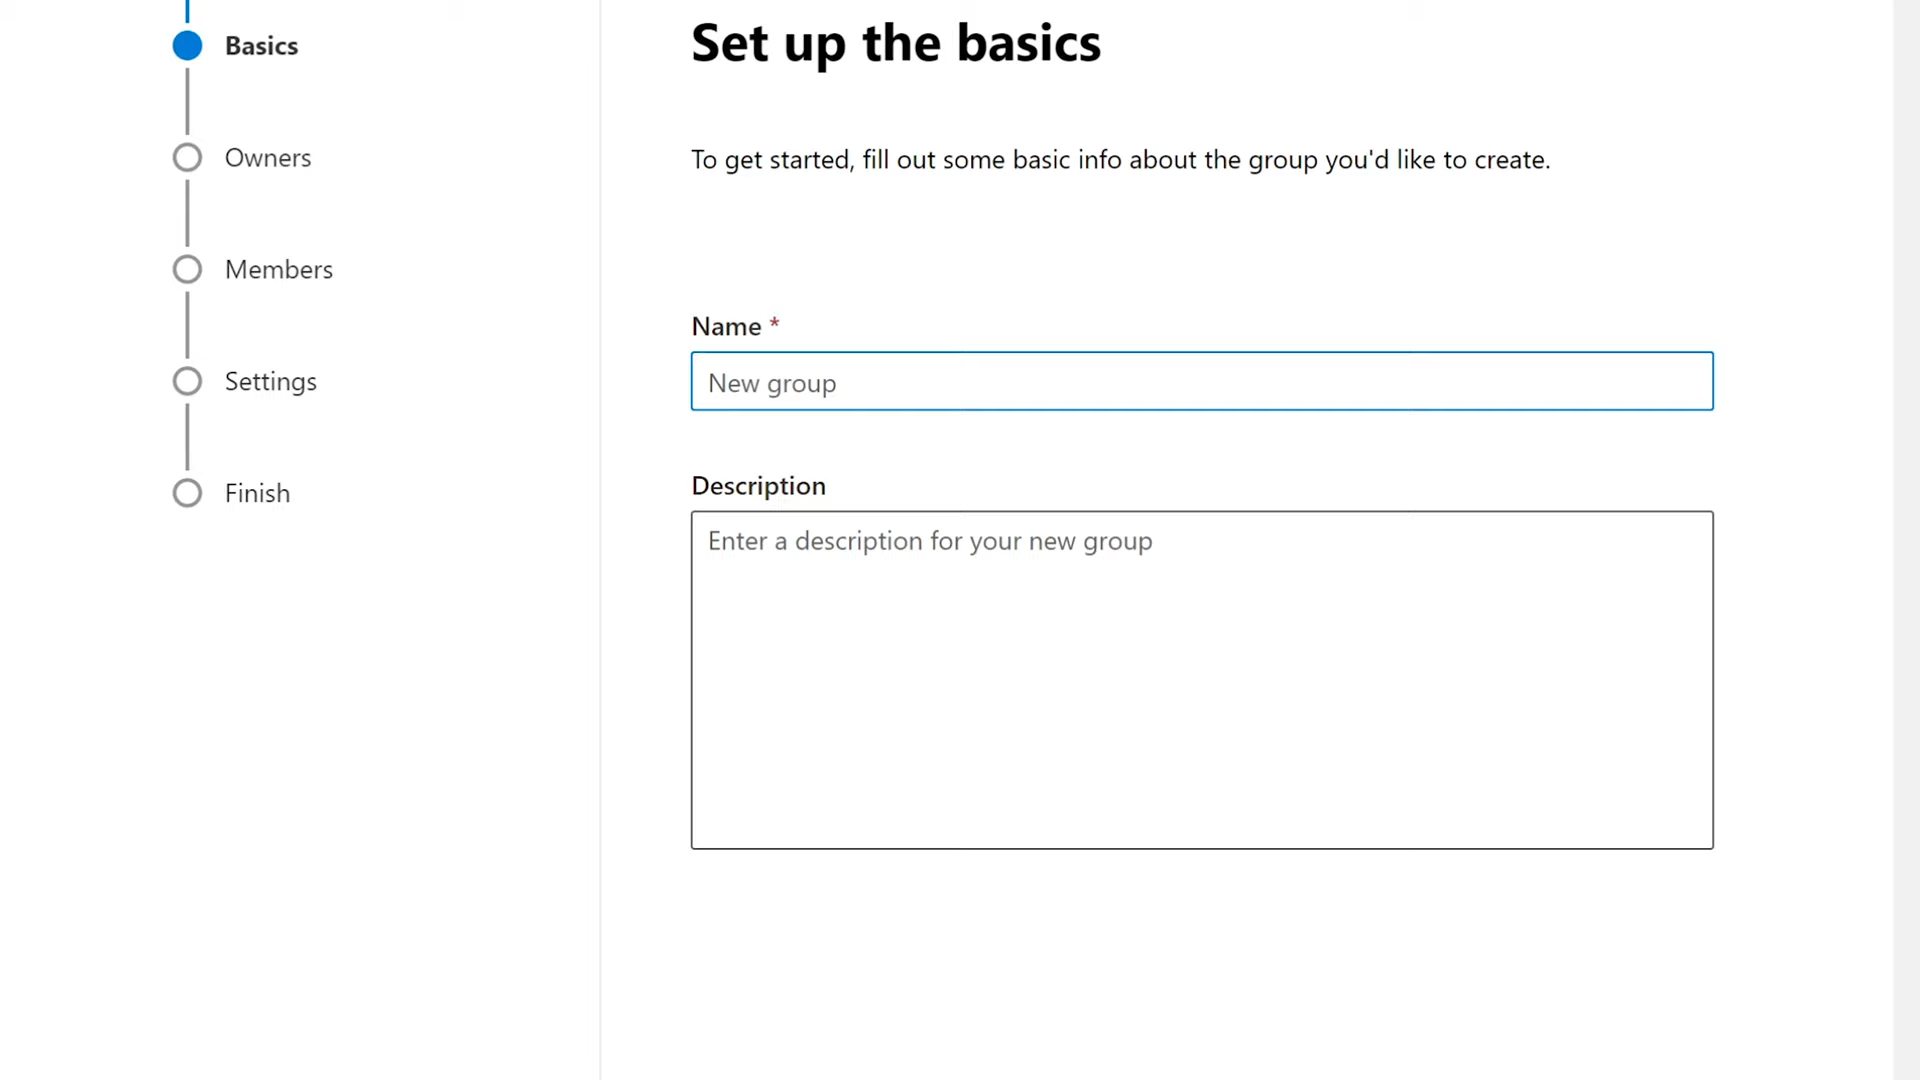 Basics
Owners
Members
Settings
Finish
Set up the basics
To get started, fill out some basic info about the group you'd like to create.
Name *
New group
Description
Enter a description for your new group